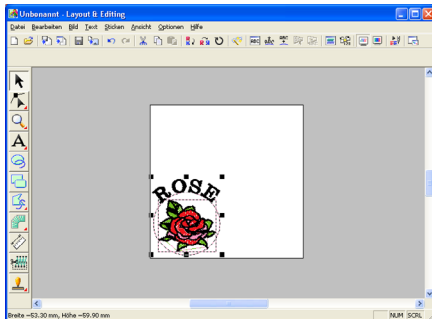 Unbenannt - Layout & Editing
Datei Bearbeiten Bild Text Sticken Ansicht Optionen Hilfe
ABC
A
ROSE
Breite =53.30 mm, Höhe =59.90 mm NUM SCRL